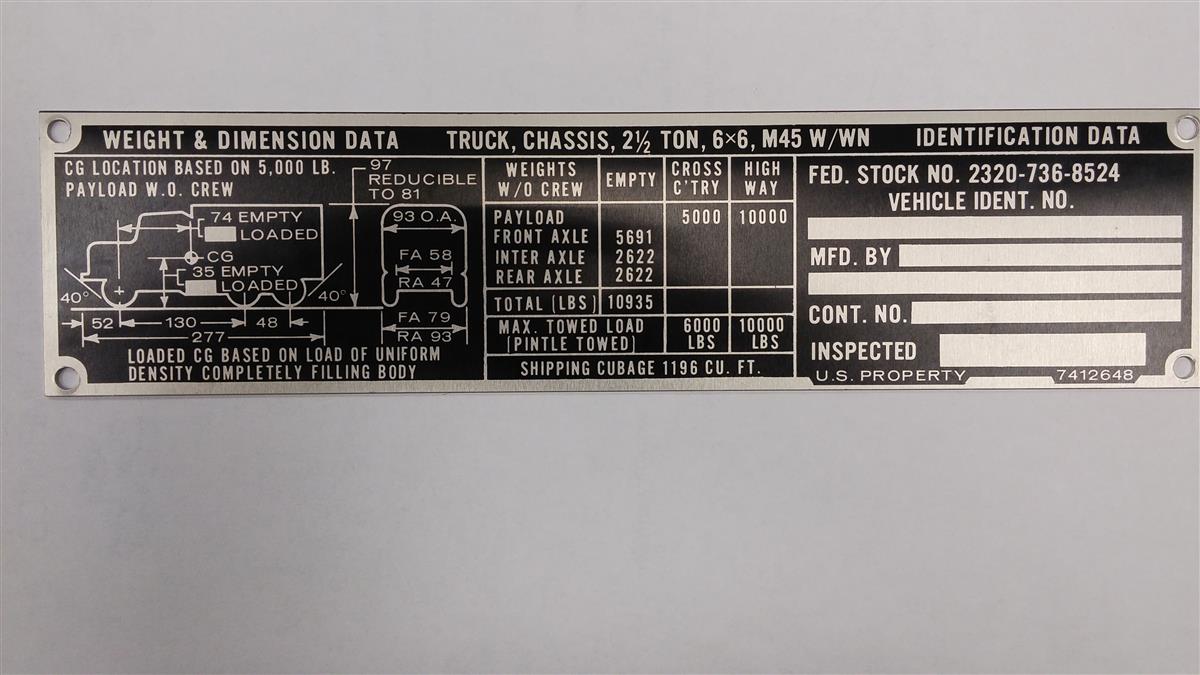 WEIGHT & DIMENSION DATA TRUCK, CHASSIS, 2½ TON, 6×6, M45 W/WN IDENTIFICATION DATA
CG LOCATION BASED ON 5,000 LB.
PAYLOAD W.O. CREW
97
REDUCIBLE
TO 81
74 EMPTY
LOADED
CG
35 EMPTY
LOADED
40°
40°
52
130
48
277
93 O.A.
FA 58
RA 47
FA 79
RA 93
LOADED CG BASED ON LOAD OF UNIFORM
DENSITY COMPLETELY FILLING BODY
WEIGHTS W/O CREW EMPTY CROSS C'TRY HIGH WAY
PAYLOAD 5000 10000
FRONT AXLE 5691
INTER AXLE 2622
REAR AXLE 2622
TOTAL (LBS) 10935
MAX. TOWED LOAD 6000 10000
(PINTLE TOWED) LBS LBS
SHIPPING CUBAGE 1196 CU. FT.
FED. STOCK NO. 2320-736-8524
VEHICLE IDENT. NO.
MFD. BY
CONT. NO.
INSPECTED
U.S. PROPERTY 7412648